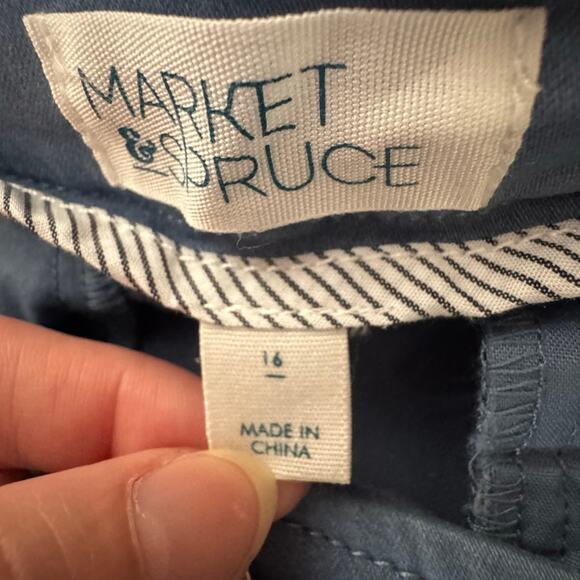 MARKET
& SPRUCE
16
MADE IN
CHINA